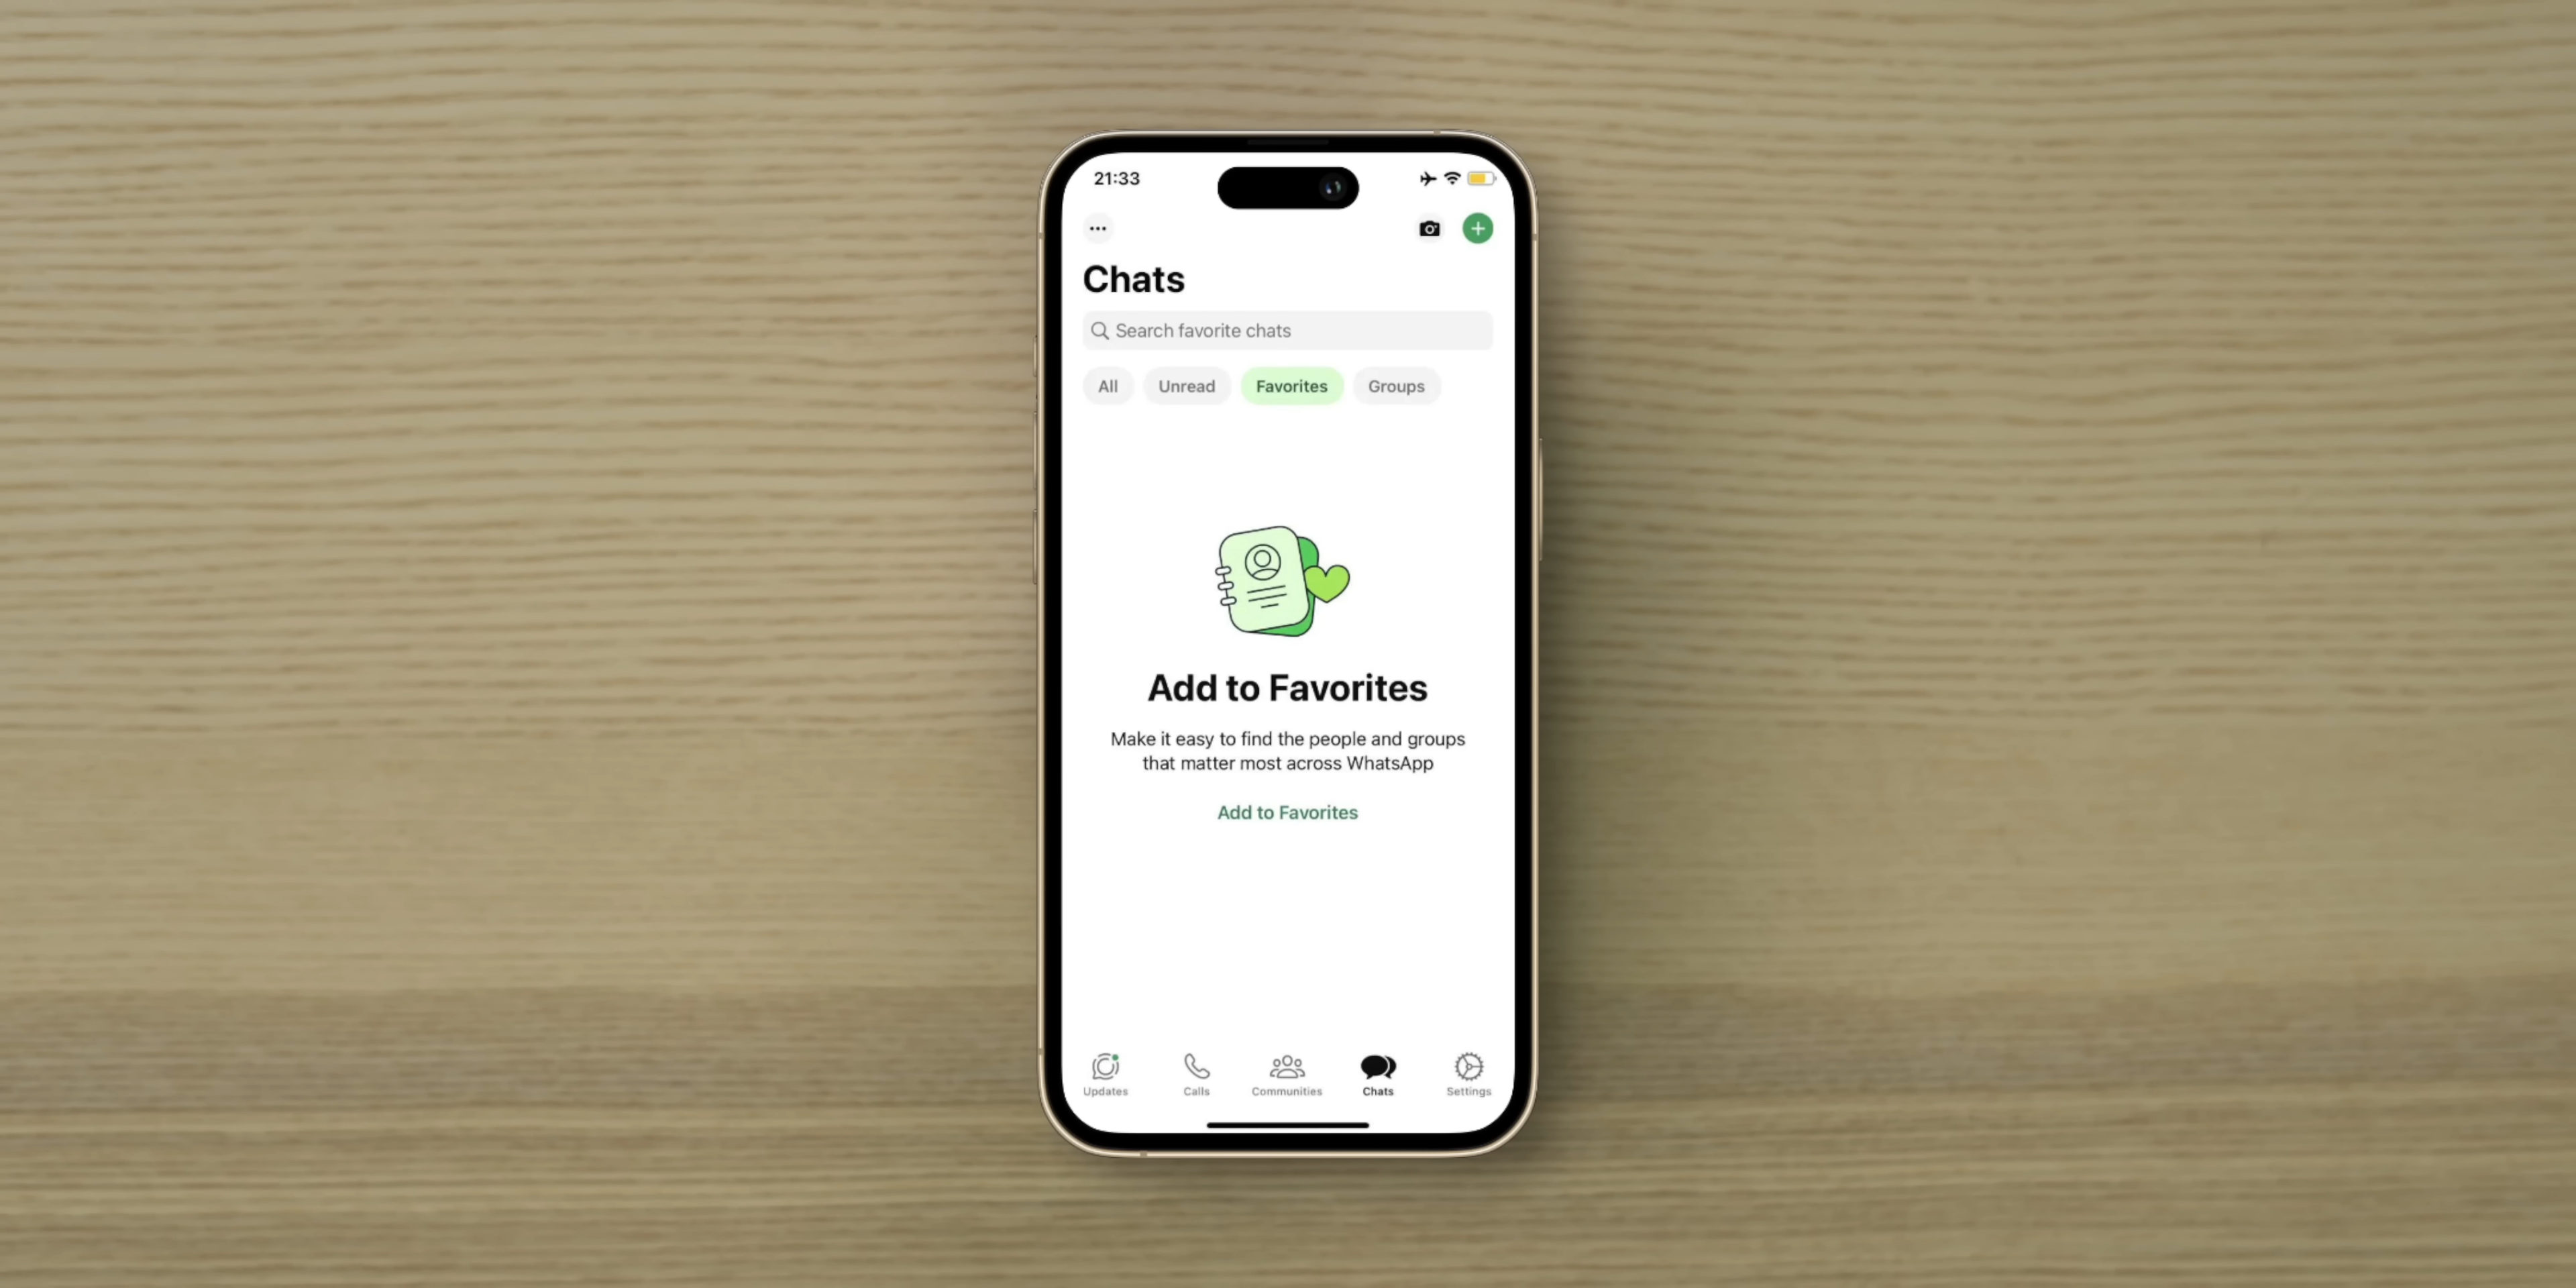 21:33
Chats
Search favorite chats
All Unread Favorites Groups
Add to Favorites
Make it easy to find the people and groups
that matter most across WhatsApp
Add to Favorites
Updates Calls Communities Chats Settings